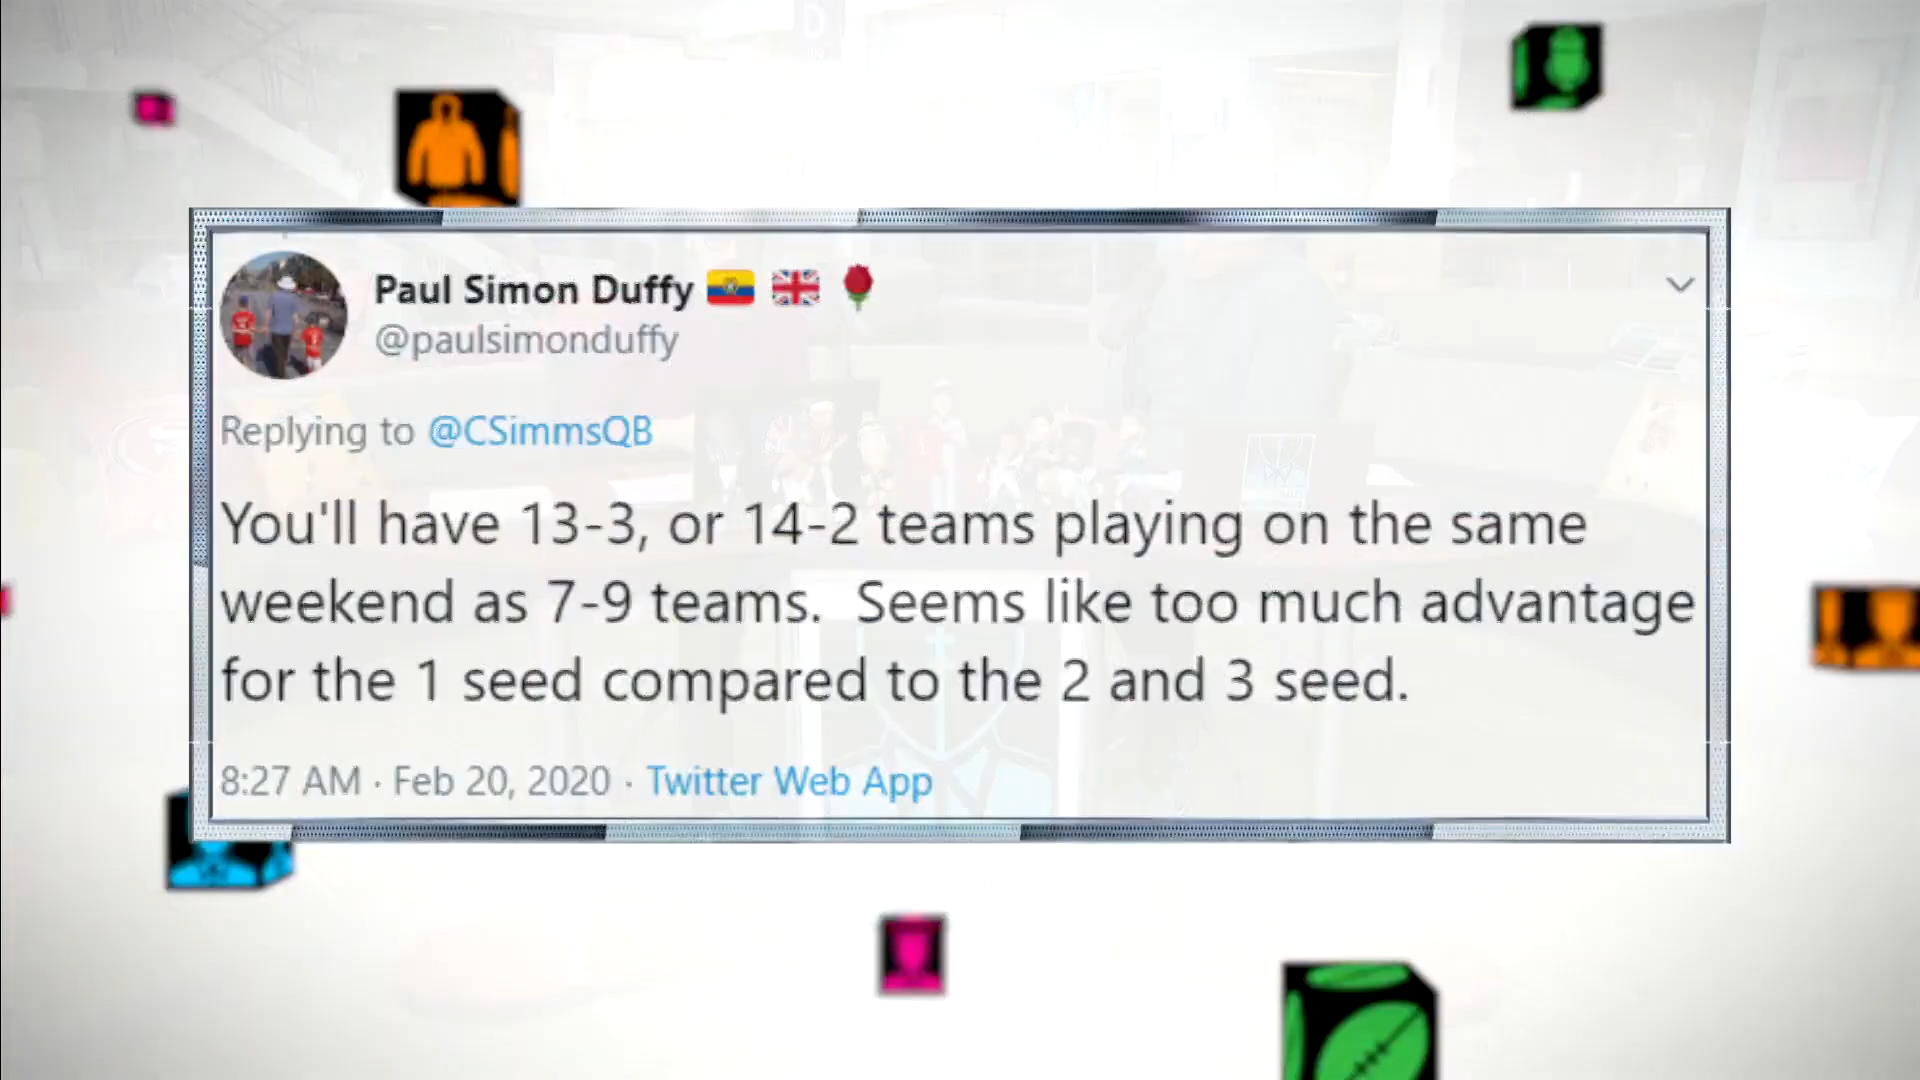 Paul Simon Duffy 🇪🇨 🇬🇧 🌹
@paulsimonduffy
Replying to @CSimmsQB
You'll have 13-3, or 14-2 teams playing on the same
weekend as 7-9 teams.  Seems like too much advantage
for the 1 seed compared to the 2 and 3 seed.
8:27 AM · Feb 20, 2020 · Twitter Web App